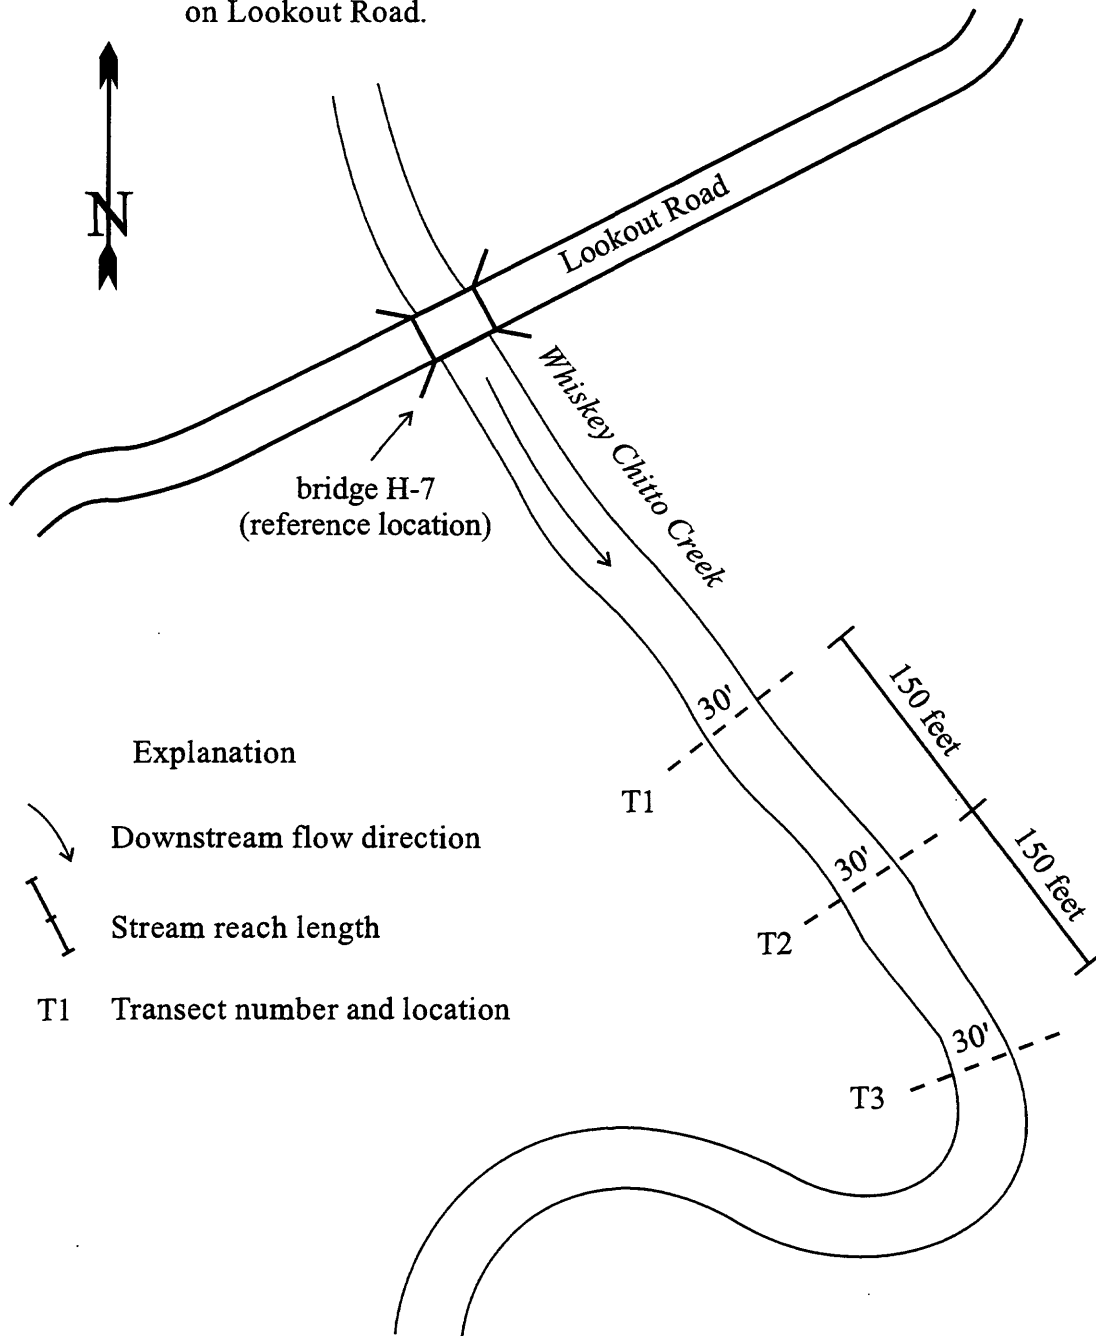 on Lookout Road.
N
Lookout Road
Whiskey Chitto Creek
bridge H-7
(reference location)
150 feet
30'
T1
Explanation
150 feet
Downstream flow direction
30'
T2
Stream reach length
T1 Transect number and location
30'
T3